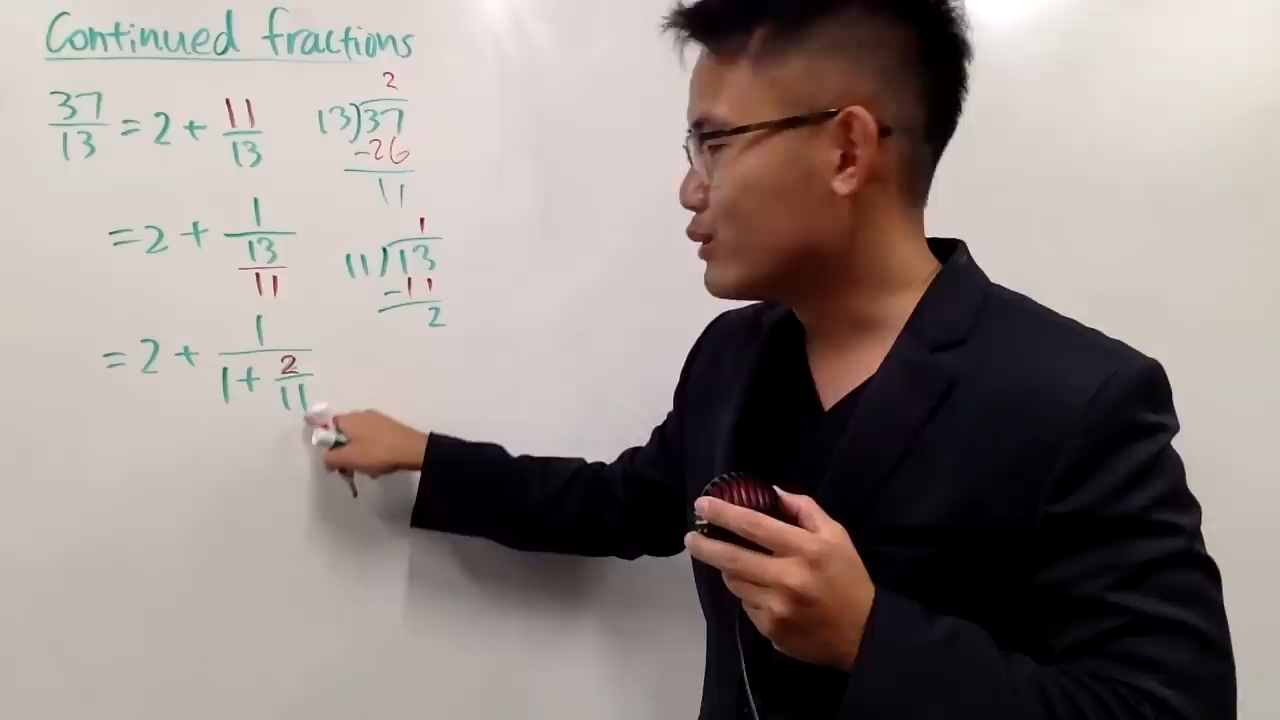 Continued fractions
37/13 = 2 + 11/13
= 2 + 1/(13/11)
= 2 + 1/(1 + 2/11)
2
13)37
-26
11
1
11)13
-11
2